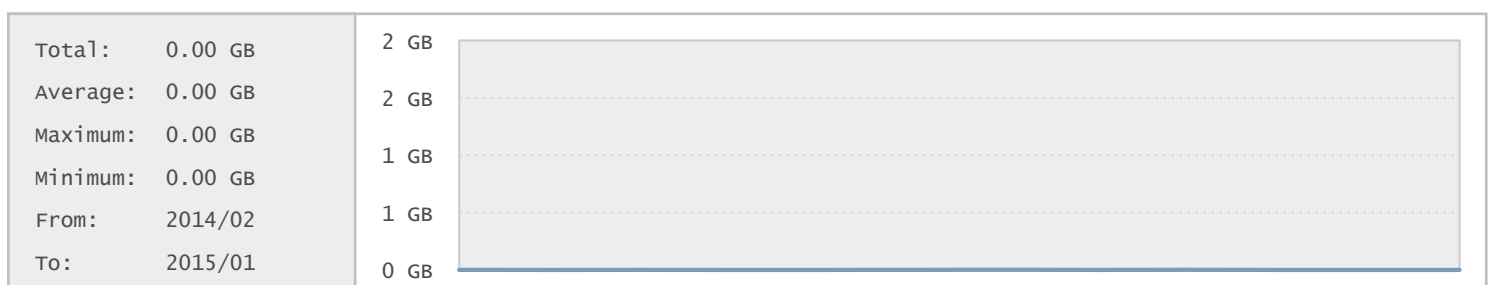 Total: 0.00 GB
Average: 0.00 GB
Maximum: 0.00 GB
Minimum: 0.00 GB
From: 2014/02
To: 2015/01
2 GB
2 GB
1 GB
1 GB
0 GB